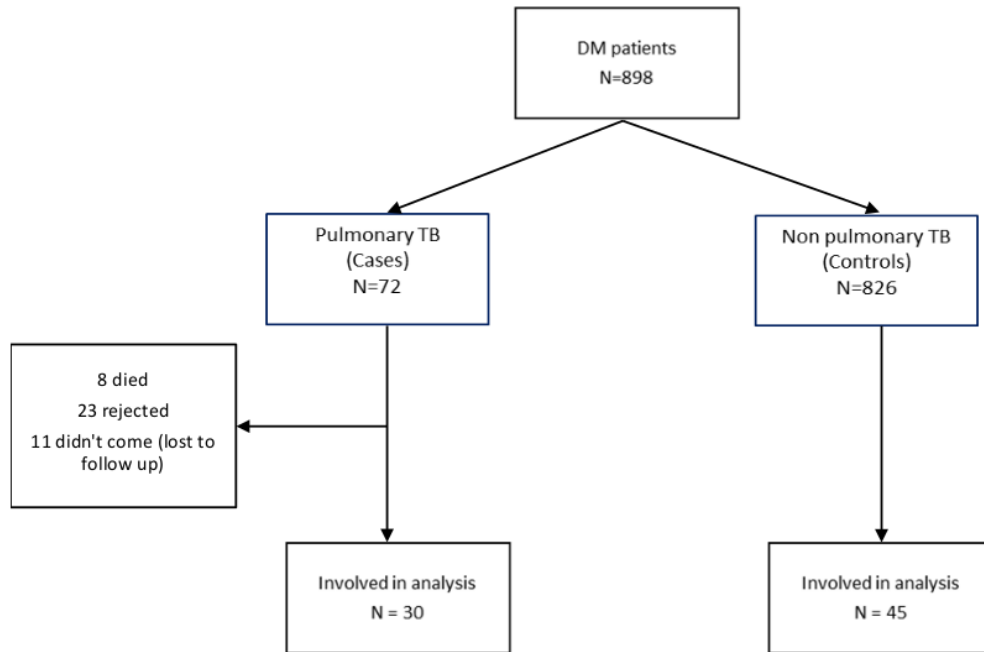 DM patients
N=898
Pulmonary TB
(Cases)
N=72
Non pulmonary TB
(Controls)
N=826
8 died
23 rejected
11 didn't come (lost to
follow up)
Involved in analysis
N = 30
Involved in analysis
N = 45